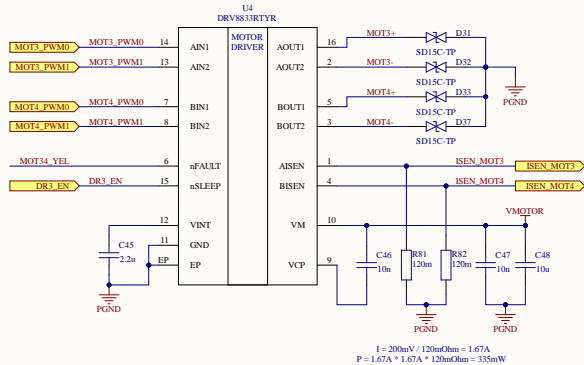 U4
DRV8833RTYR
MOTOR
DRIVER
MOT3_PWM0 MOT3_PWM0 14 AIN1 AOUT1 16 MOT3+ D31
SD15C-TP
MOT3_PWM1 MOT3_PWM1 13 AIN2 AOUT2 2 MOT3- D32
SD15C-TP
PGND
MOT4_PWM0 MOT4_PWM0 7 BIN1 BOUT1 5 MOT4+ D33
SD15C-TP
MOT4_PWM1 MOT4_PWM1 8 BIN2 BOUT2 3 MOT4- D37
SD15C-TP
MOT34_YEL 6 nFAULT AISEN 1 ISEN_MOT3 ISEN_MOT3
DR3_EN DR3_EN 15 nSLEEP BISEN 4 ISEN_MOT4 ISEN_MOT4
VMOTOR
12 VINT VM 10
11 GND
C45
2.2u
EP EP VCP 9
C46
10n
R81
120m
R82
120m
C47
10n
C48
10u
PGND
PGND
PGND
I = 200mV / 120mOhm = 1.67A
P = 1.67A * 1.67A * 120mOhm = 335mW